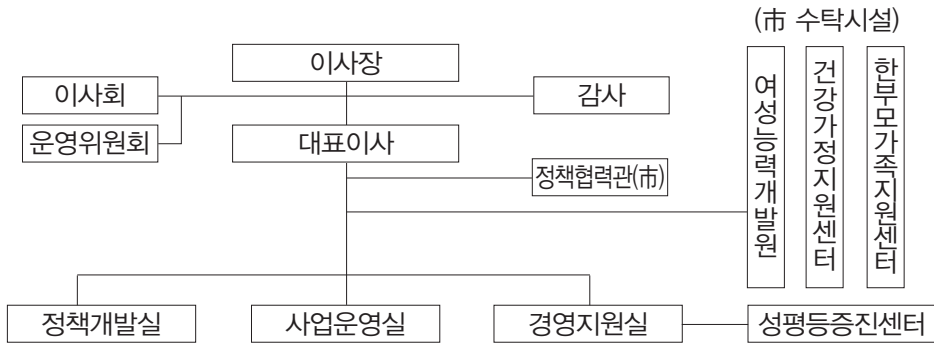 (市 수탁시설)
이사장
이사회
감사
운영위원회
대표이사
정책협력관(市)
여성능력개발원
건강가정지원센터
한부모가족지원센터
정책개발실
사업운영실
경영지원실
성평등증진센터